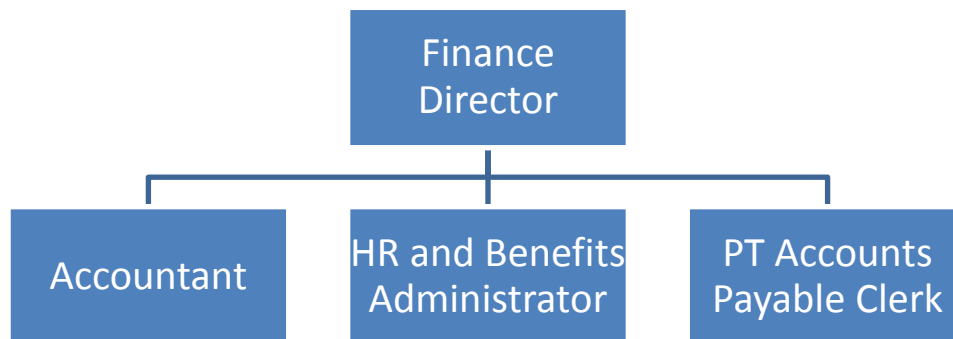 Finance
Director
Accountant
HR and Benefits
Administrator
PT Accounts
Payable Clerk